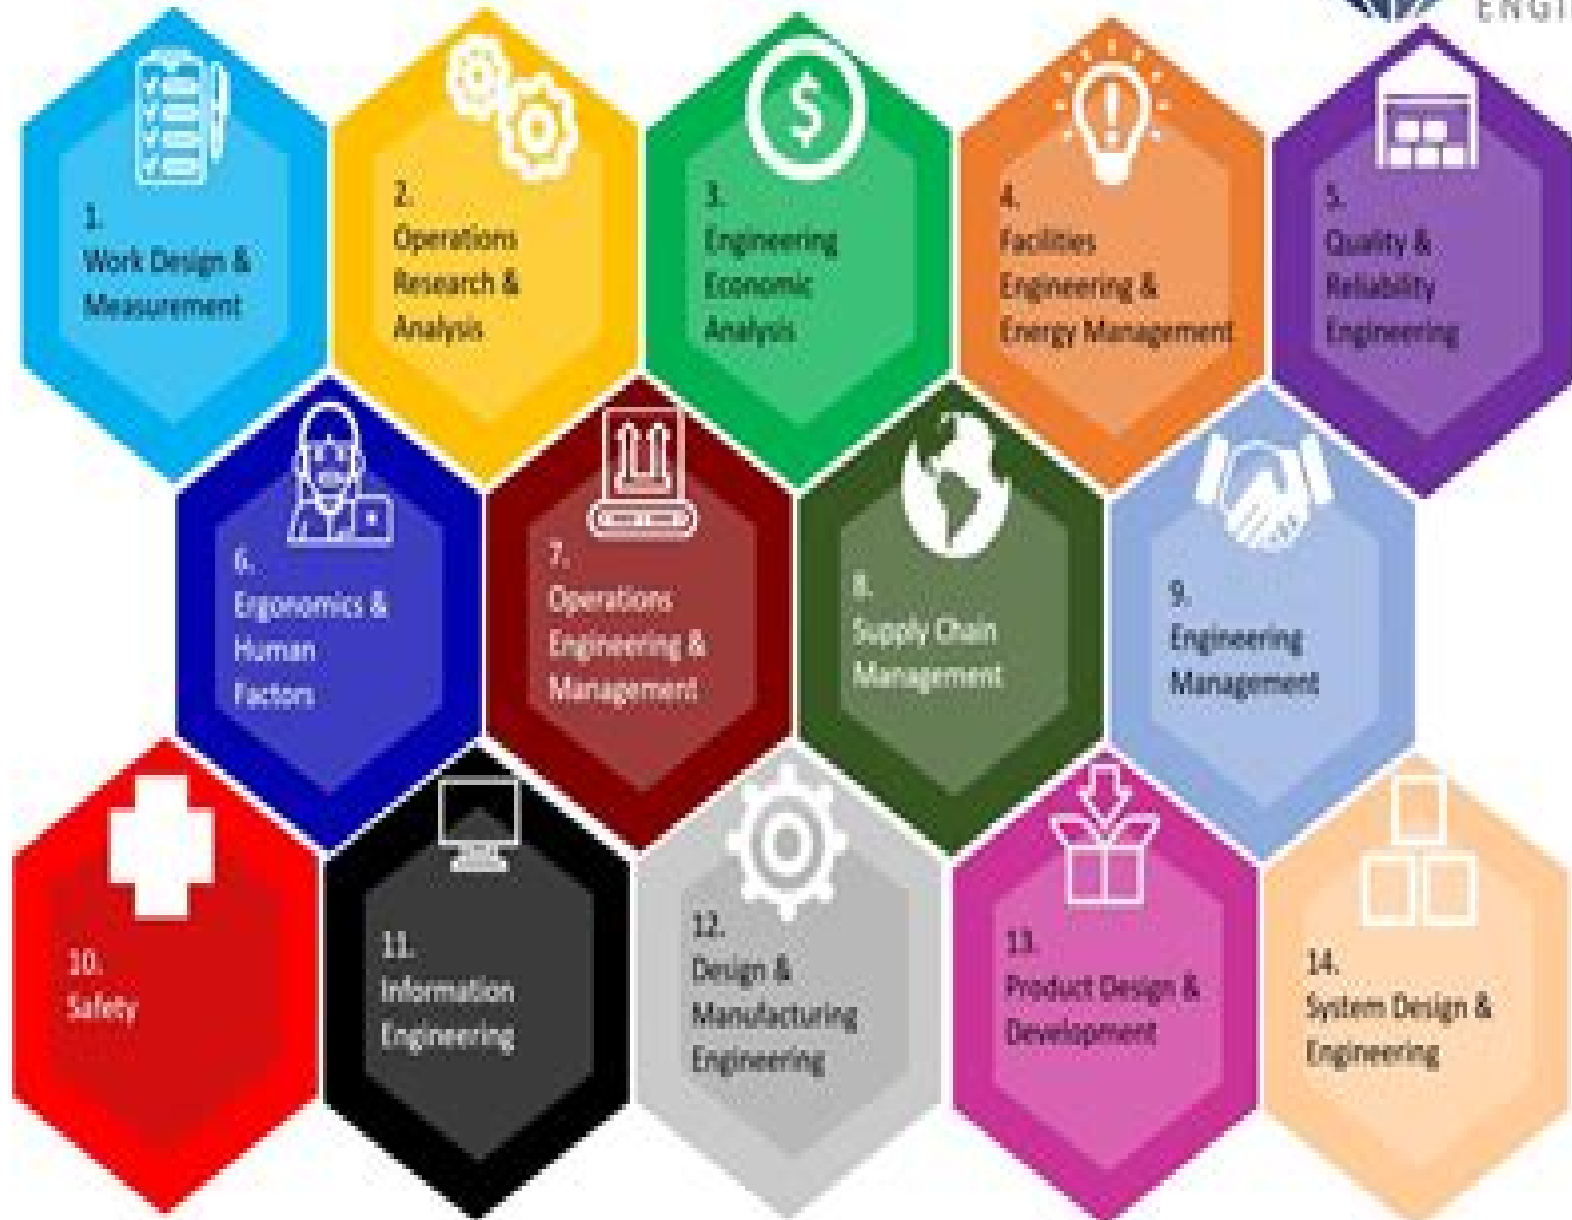 ENGI
1.
Work Design &
Measurement
2.
Operations
Research &
Analysis
3.
Engineering
Economic
Analysis
4.
Facilities
Engineering &
Energy Management
5.
Quality &
Reliability
Engineering
6.
Ergonomics &
Human
Factors
7.
Operations
Engineering &
Management
8.
Supply Chain
Management
9.
Engineering
Management
10.
Safety
11.
Information
Engineering
12.
Design &
Manufacturing
Engineering
13.
Product Design &
Development
14.
System Design &
Engineering